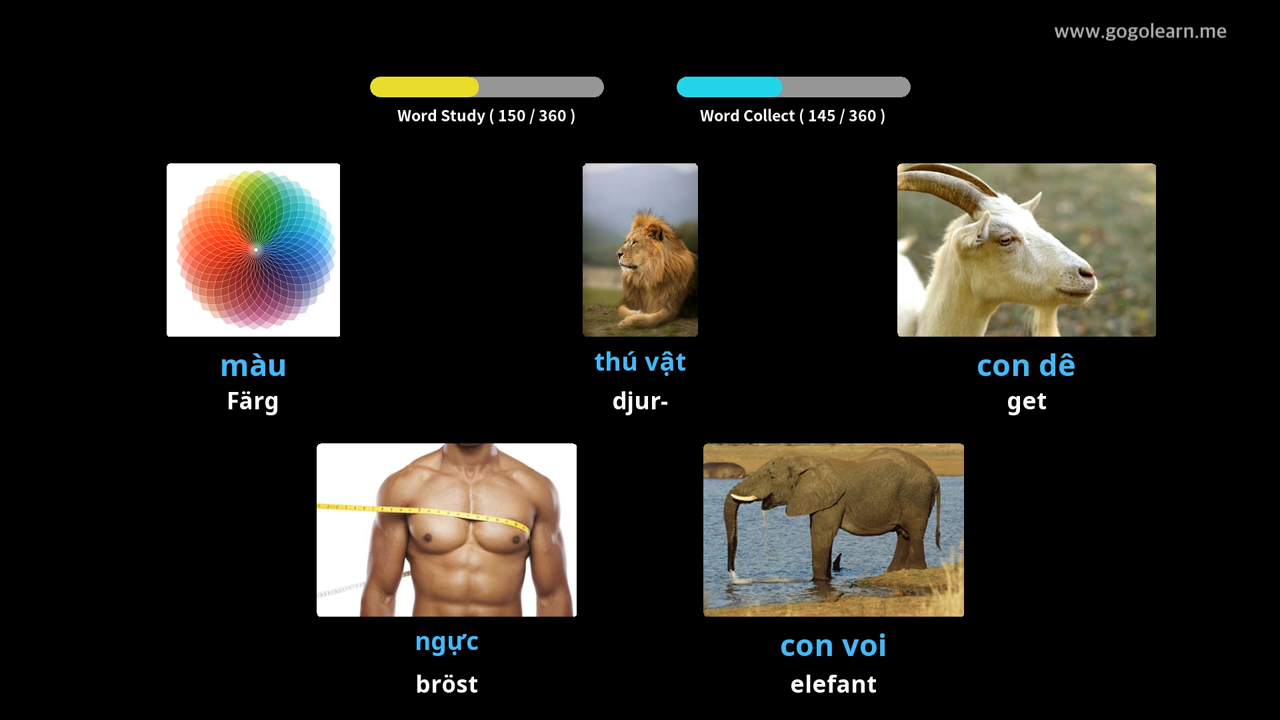 www.gogolearn.me
Word Study ( 150 / 360 )
Word Collect ( 145 / 360 )
màu
Färg
thú vật
djur-
con dê
get
ngực
bröst
con voi
elefant